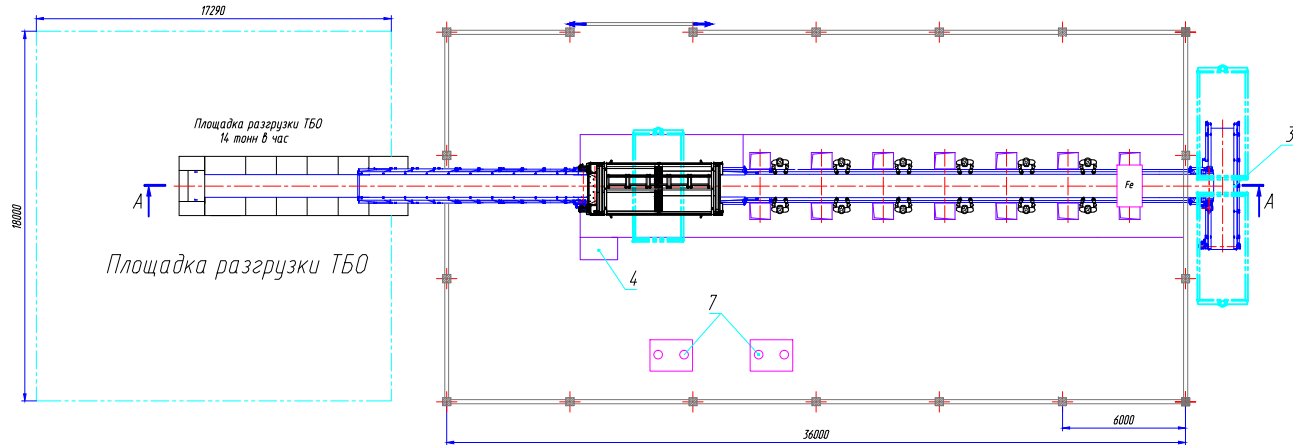 17290
18000
Площадка разгрузки ТБО
14 тонн в час
A
Площадка разгрузки ТБО
Fe
3
A
4
7
6000
36000